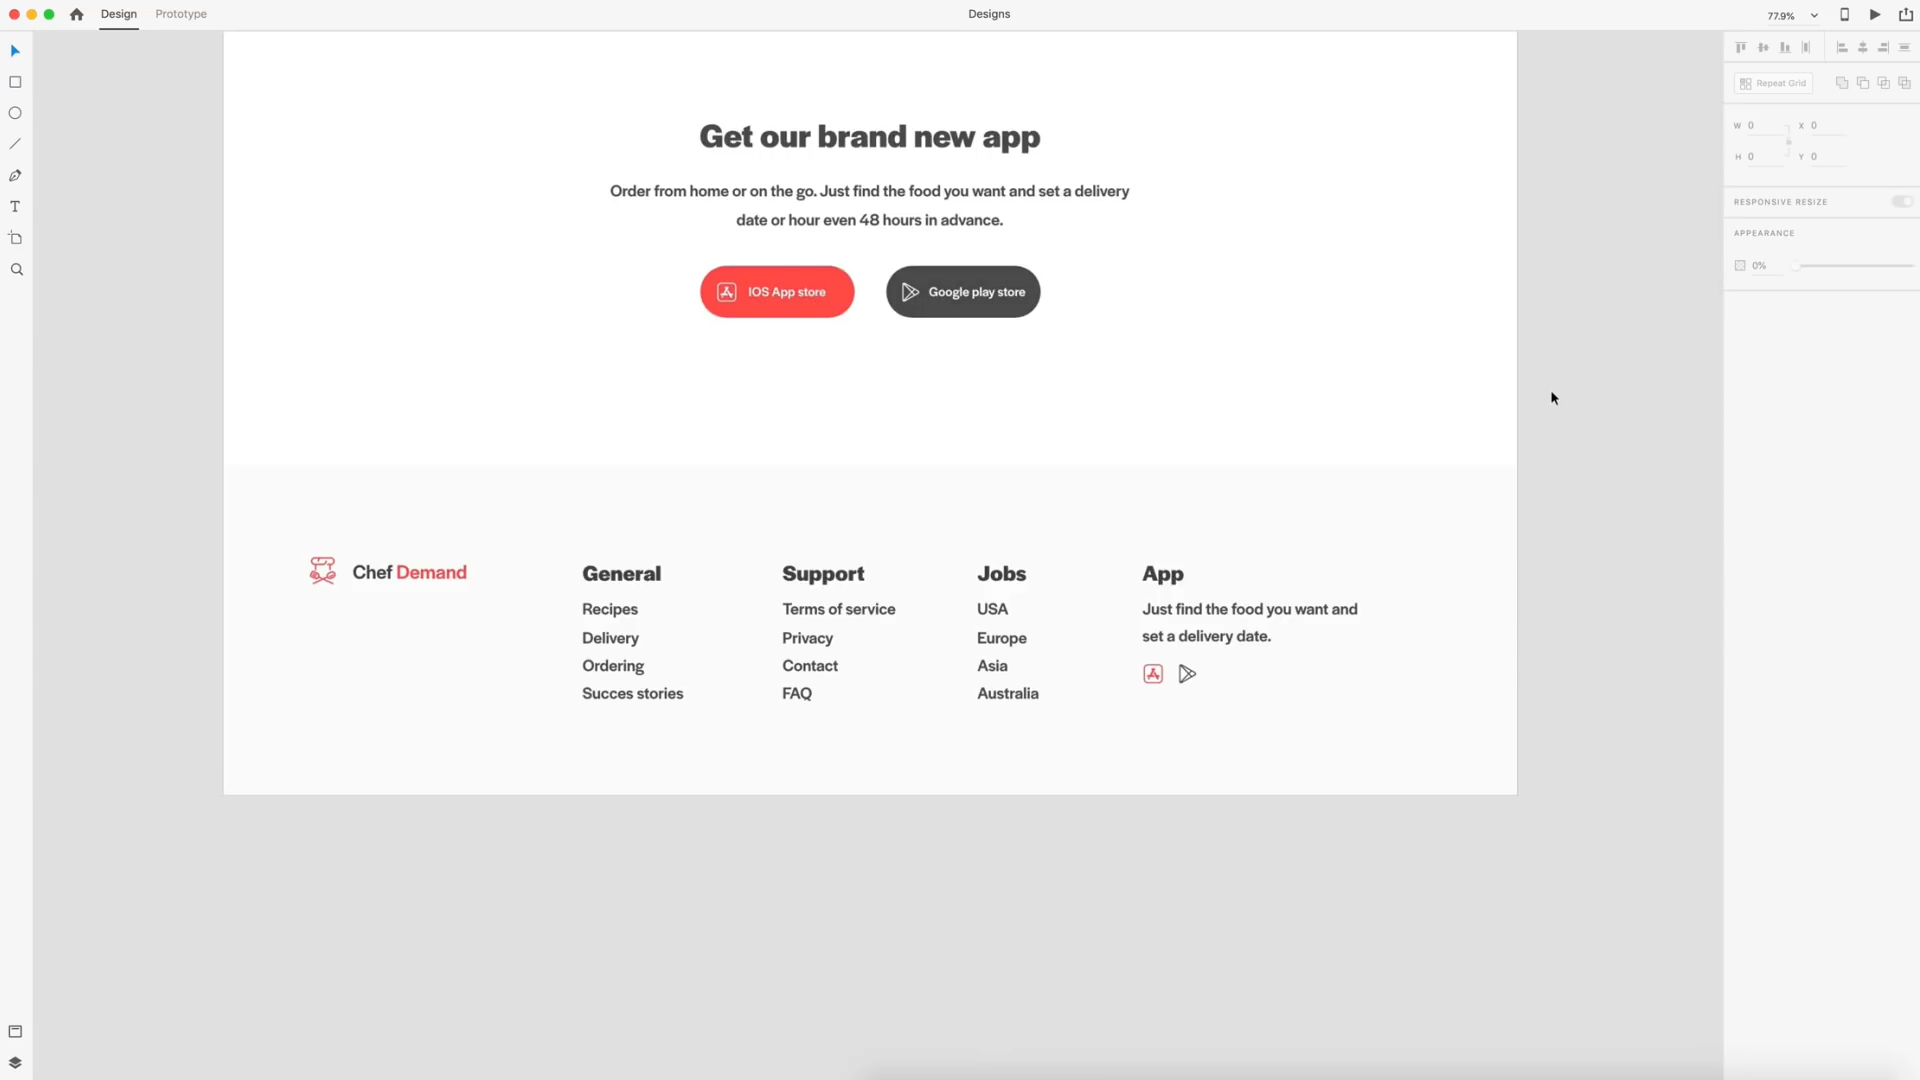 Design Prototype Designs 77.9%
Repeat Grid
W 0 X 0
H 0 Y 0
RESPONSIVE RESIZE
APPEARANCE
0%
Get our brand new app
Order from home or on the go. Just find the food you want and set a delivery
date or hour even 48 hours in advance.
IOS App store Google play store
Chef Demand
General
Recipes
Delivery
Ordering
Succes stories
Support
Terms of service
Privacy
Contact
FAQ
Jobs
USA
Europe
Asia
Australia
App
Just find the food you want and
set a delivery date.